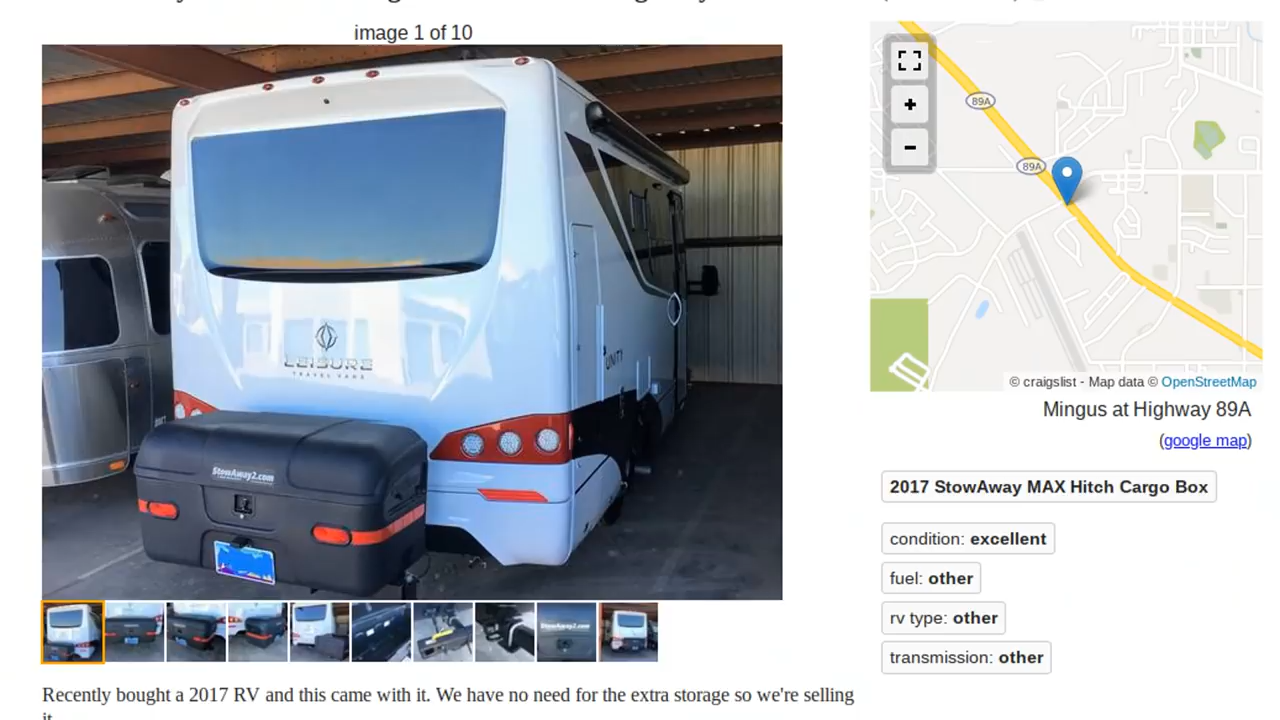 image 1 of 10
LEISURE
TRAVEL VANS
UNITY
StowAway2.com
89A
89A
+
−
© craigslist - Map data © OpenStreetMap
Mingus at Highway 89A
(google map)
2017 StowAway MAX Hitch Cargo Box
condition: excellent
fuel: other
rv type: other
transmission: other
Recently bought a 2017 RV and this came with it. We have no need for the extra storage so we're selling
it.